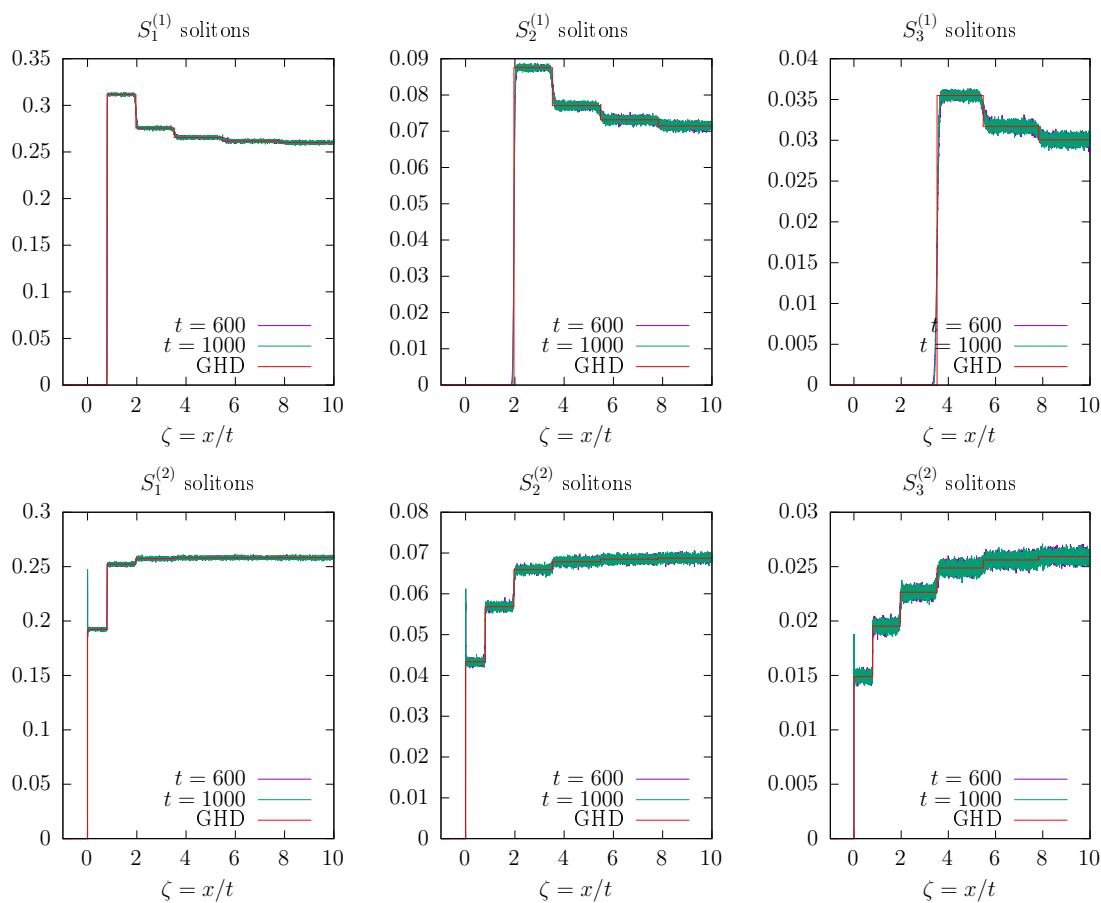 S_1^{(1)} solitons
0.35
0.3
0.25
0.2
0.15
0.1
0.05
0
t = 600
t = 1000
GHD
0 2 4 6 8 10
ζ = x/t
S_2^{(1)} solitons
0.09
0.08
0.07
0.06
0.05
0.04
0.03
0.02
0.01
0
t = 600
t = 1000
GHD
0 2 4 6 8 10
ζ = x/t
S_3^{(1)} solitons
0.04
0.035
0.03
0.025
0.02
0.015
0.01
0.005
0
t = 600
t = 1000
GHD
0 2 4 6 8 10
ζ = x/t
S_1^{(2)} solitons
0.3
0.25
0.2
0.15
0.1
0.05
0
t = 600
t = 1000
GHD
0 2 4 6 8 10
ζ = x/t
S_2^{(2)} solitons
0.08
0.07
0.06
0.05
0.04
0.03
0.02
0.01
0
t = 600
t = 1000
GHD
0 2 4 6 8 10
ζ = x/t
S_3^{(2)} solitons
0.03
0.025
0.02
0.015
0.01
0.005
0
t = 600
t = 1000
GHD
0 2 4 6 8 10
ζ = x/t